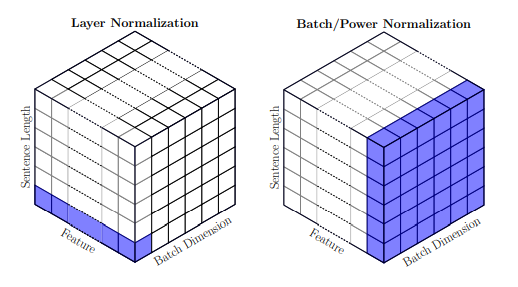 Layer Normalization
Sentence Length
Feature
Batch Dimension
Batch/Power Normalization
Sentence Length
Feature
Batch Dimension